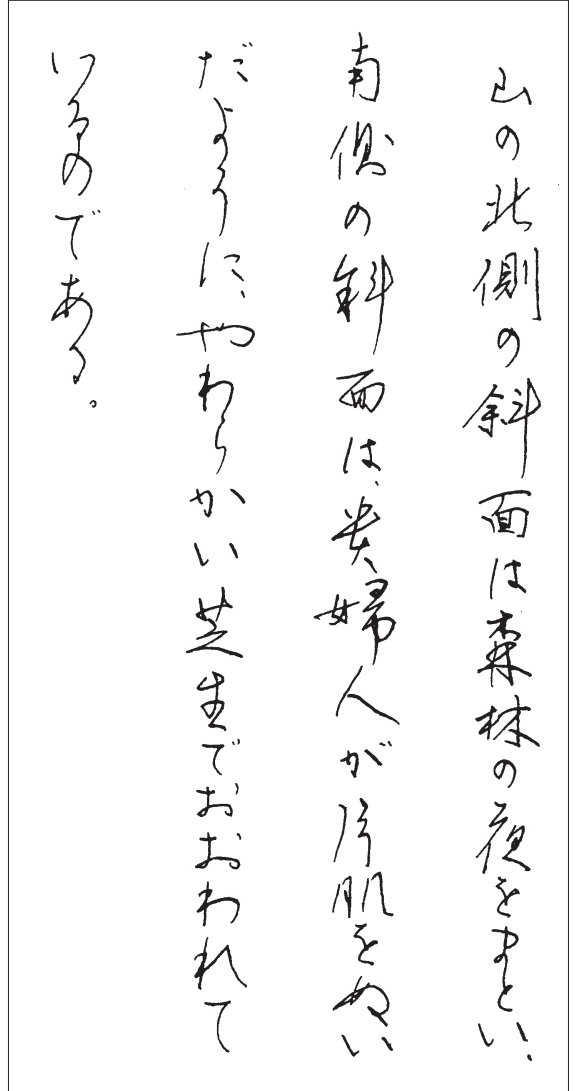 山の北側の斜面は森林の夜をまとい、
南側の斜面は、貴婦人が片肌をぬい
だように、やわらかい芝生でおおわれて
いるのである。